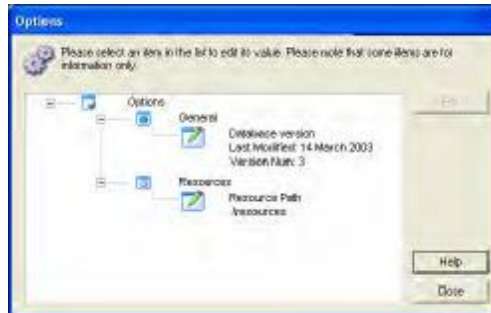 Options
Please select an item in the list to edit its value. Please note that some items are for
information only.
Options
General
Database version
Last Modified: 14 March 2003
Version Num: 3
Resources
Resource Path
/resources
Help
Close